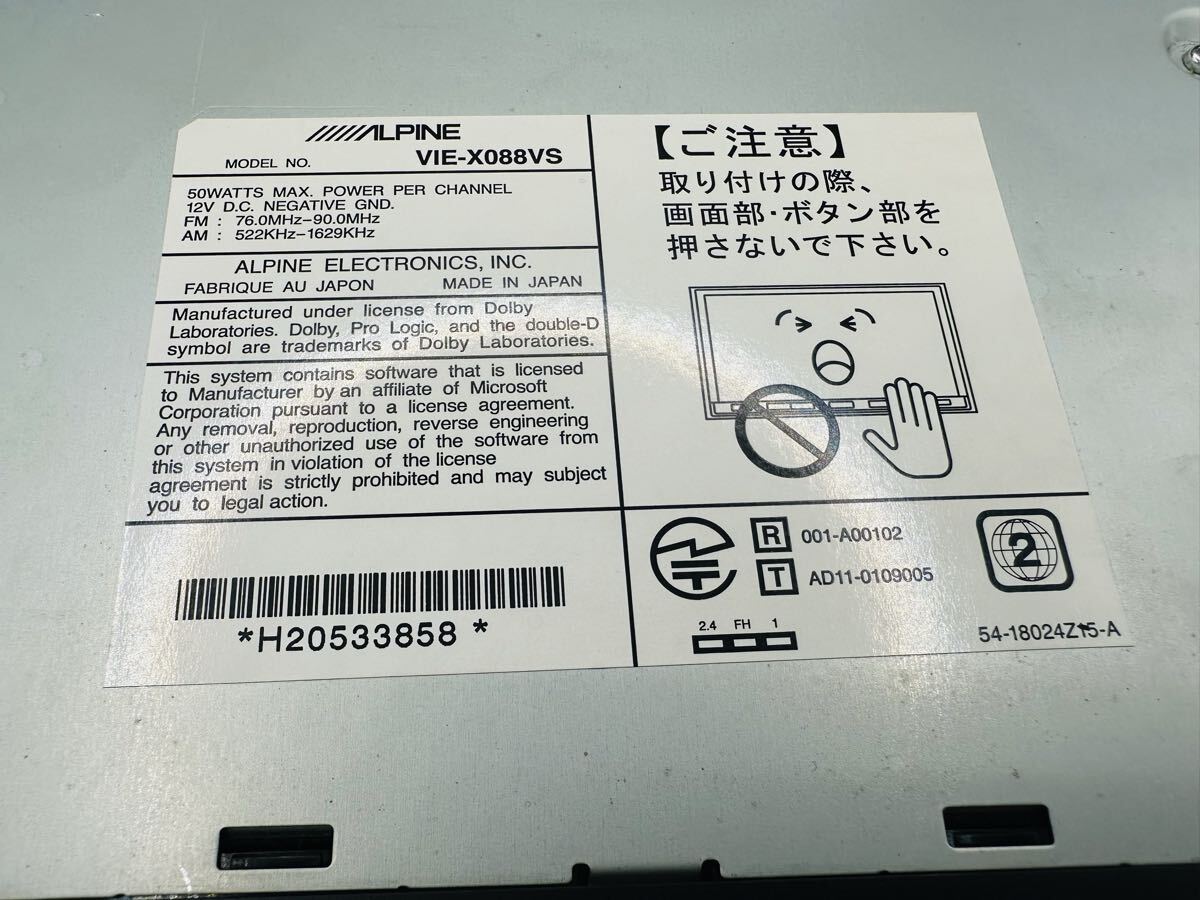 ALPINE
MODEL NO. VIE-X088VS
50WATTS MAX. POWER PER CHANNEL
12V D.C. NEGATIVE GND.
FM : 76.0MHz-90.0MHz
AM : 522KHz-1629KHz
ALPINE ELECTRONICS, INC.
FABRIQUE AU JAPON MADE IN JAPAN
Manufactured under license from Dolby
Laboratories. Dolby, Pro Logic, and the double-D
symbol are trademarks of Dolby Laboratories.
This system contains software that is licensed
to Manufacturer by an affiliate of Microsoft
Corporation pursuant to a license agreement.
Any removal, reproduction, reverse engineering
or other unauthorized use of the software from
this system in violation of the license
agreement is strictly prohibited and may subject
you to legal action.
*H20533858*
【ご注意】
取り付けの際、
画面部・ボタン部を
押さないで下さい。
R 001-A00102
T AD11-0109005
2
2.4 FH 1
54-18024Z15-A